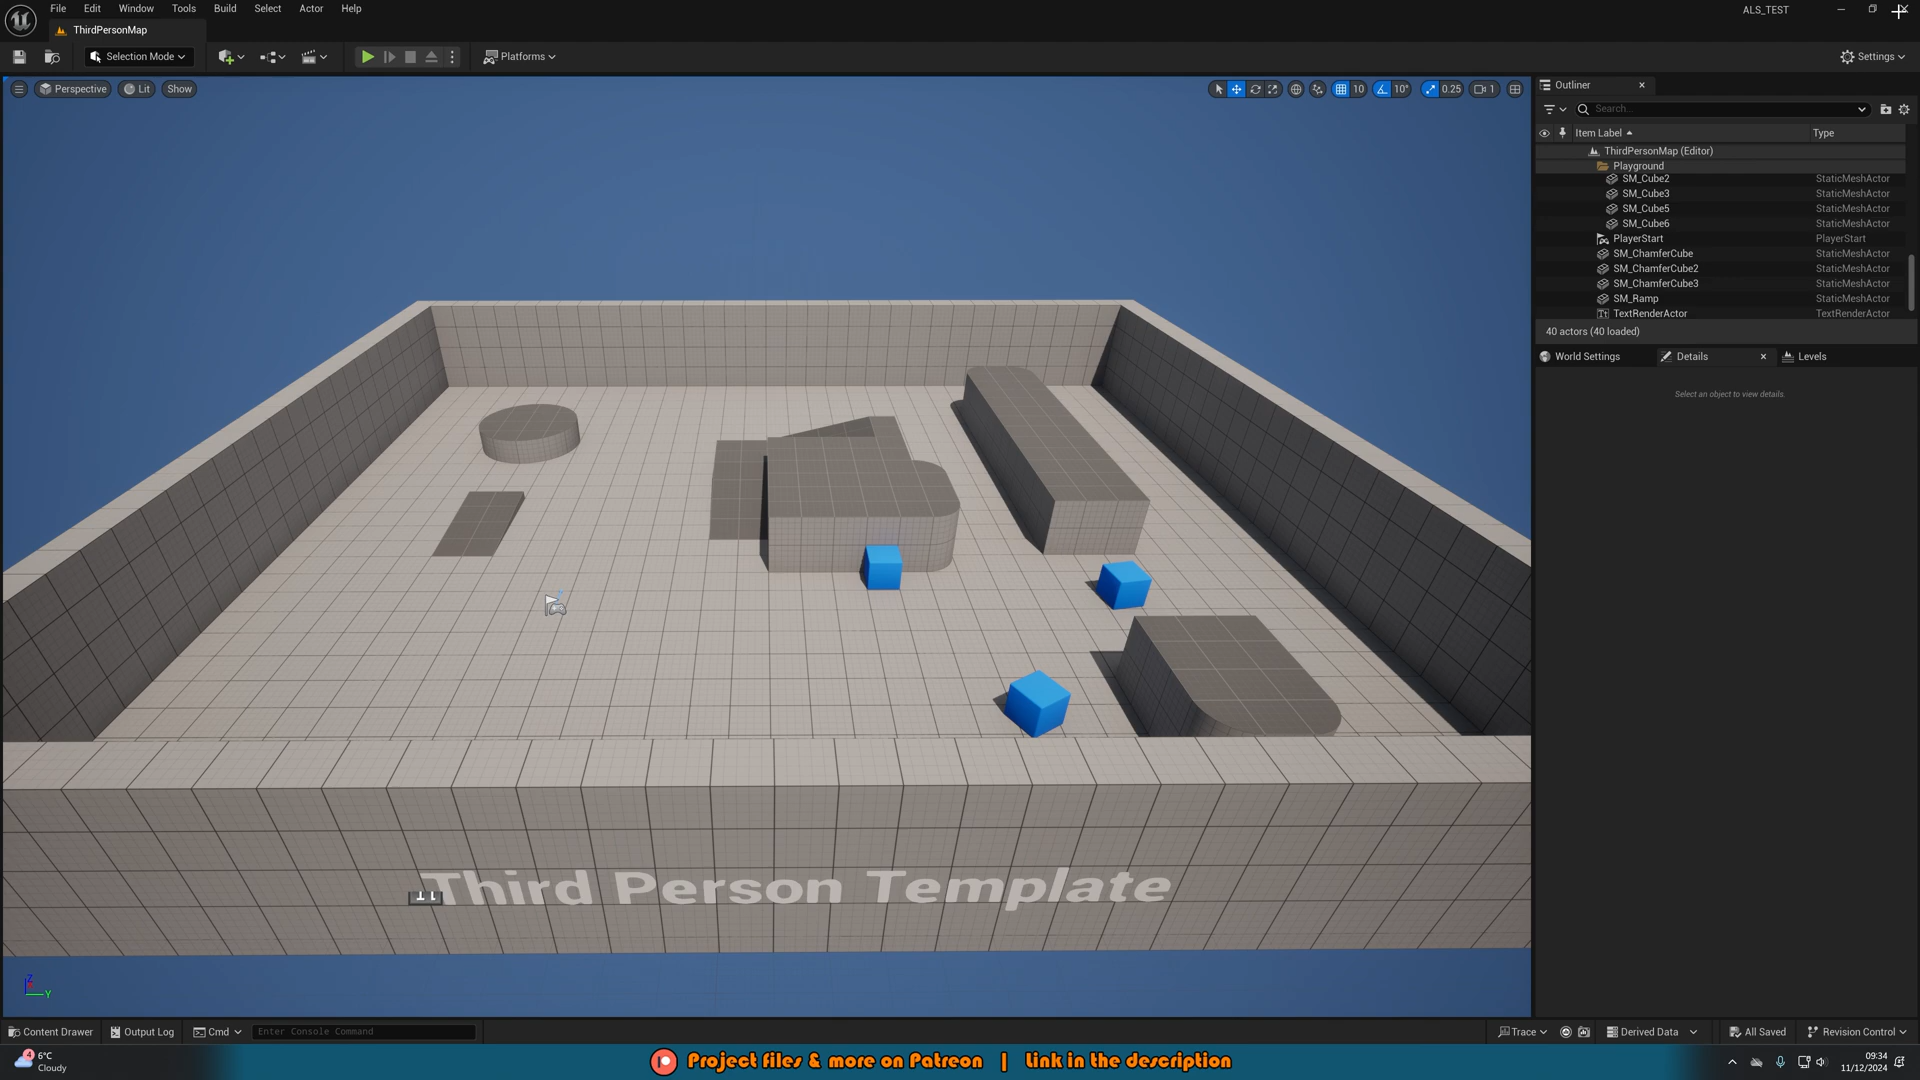 File Edit Window Tools Build Select Actor Help
ALS_TEST
ThirdPersonMap
Selection Mode
Platforms
Settings
Perspective
Lit
Show
10
10°
0.25
1
Outliner
Search...
Item Label
Type
ThirdPersonMap (Editor)
Playground
SM_Cube2 StaticMeshActor
SM_Cube3 StaticMeshActor
SM_Cube5 StaticMeshActor
SM_Cube6 StaticMeshActor
PlayerStart PlayerStart
SM_ChamferCube StaticMeshActor
SM_ChamferCube2 StaticMeshActor
SM_ChamferCube3 StaticMeshActor
SM_Ramp StaticMeshActor
TextRenderActor TextRenderActor
40 actors (40 loaded)
World Settings
Details
Levels
Select an object to view details.
Third Person Template
Z
Y
Content Drawer
Output Log
Cmd
Enter Console Command
Trace
Derived Data
All Saved
Revision Control
4
6°C
Cloudy
Project files & more on Patreon | Link in the description
09:34
11/12/2024